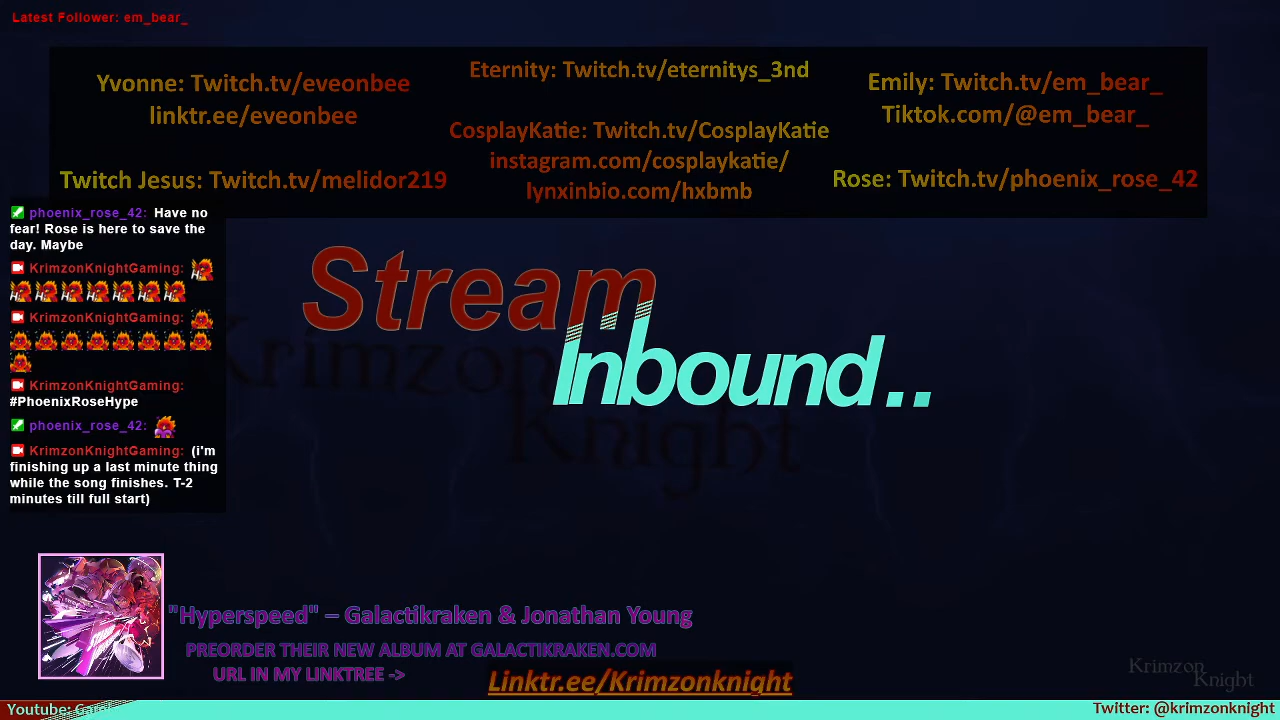 Latest Follower: em_bear_
Yvonne: Twitch.tv/eveonbee
linktr.ee/eveonbee
Twitch Jesus: Twitch.tv/melidor219
Eternity: Twitch.tv/eternitys_3nd
CosplayKatie: Twitch.tv/CosplayKatie
instagram.com/cosplaykatie/
lynxinbio.com/hxbmb
Emily: Twitch.tv/em_bear_
Tiktok.com/@em_bear_
Rose: Twitch.tv/phoenix_rose_42
phoenix_rose_42: Have no
fear! Rose is here to save the
day. Maybe
KrimzonKnightGaming:
KrimzonKnightGaming:
KrimzonKnightGaming:
#PhoenixRoseHype
phoenix_rose_42:
KrimzonKnightGaming: (i'm
finishing up a last minute thing
while the song finishes. T-2
minutes till full start)
Stream
Inbound..
Krimzon
Knight
"Hyperspeed" – Galactikraken & Jonathan Young
PREORDER THEIR NEW ALBUM AT GALACTIKRAKEN.COM
URL IN MY LINKTREE ->
Linktr.ee/Krimzonknight
Krimzon
Knight
Youtube:
Twitter: @krimzonknight